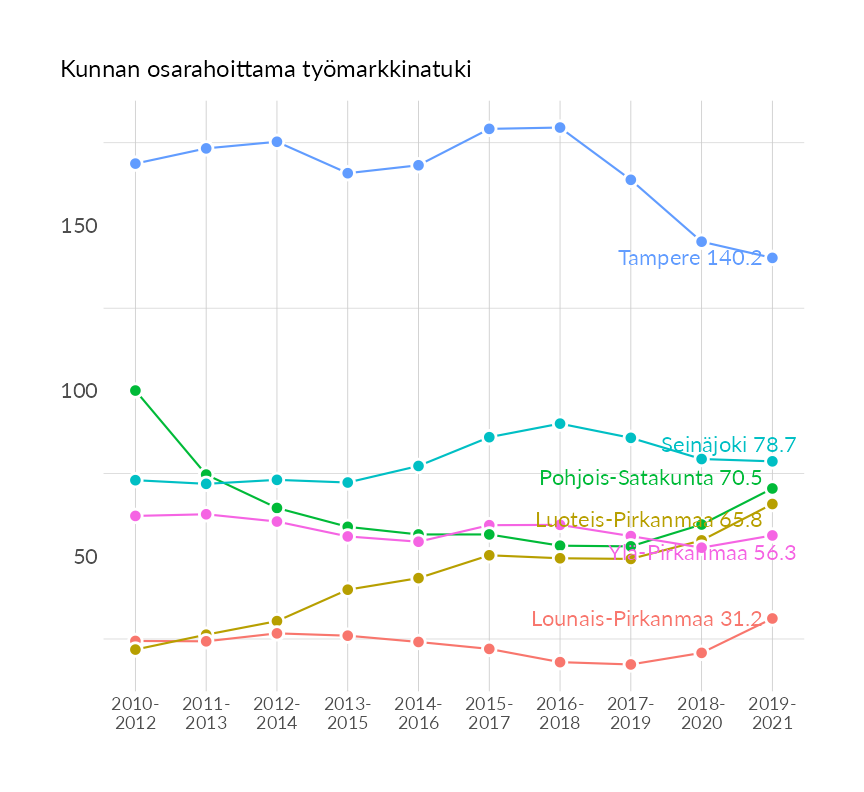 Kunnan osarahoittama työmarkkinatuki
150
100
50
Tampere 140.2
Seinäjoki 78.7
Pohjois-Satakunta 70.5
Luoteis-Pirkanmaa 65.8
Ylä-Pirkanmaa 56.3
Lounais-Pirkanmaa 31.2
2010- 2011- 2012- 2013- 2014- 2015- 2016- 2017- 2018- 2019-
2012 2013 2014 2015 2016 2017 2018 2019 2020 2021